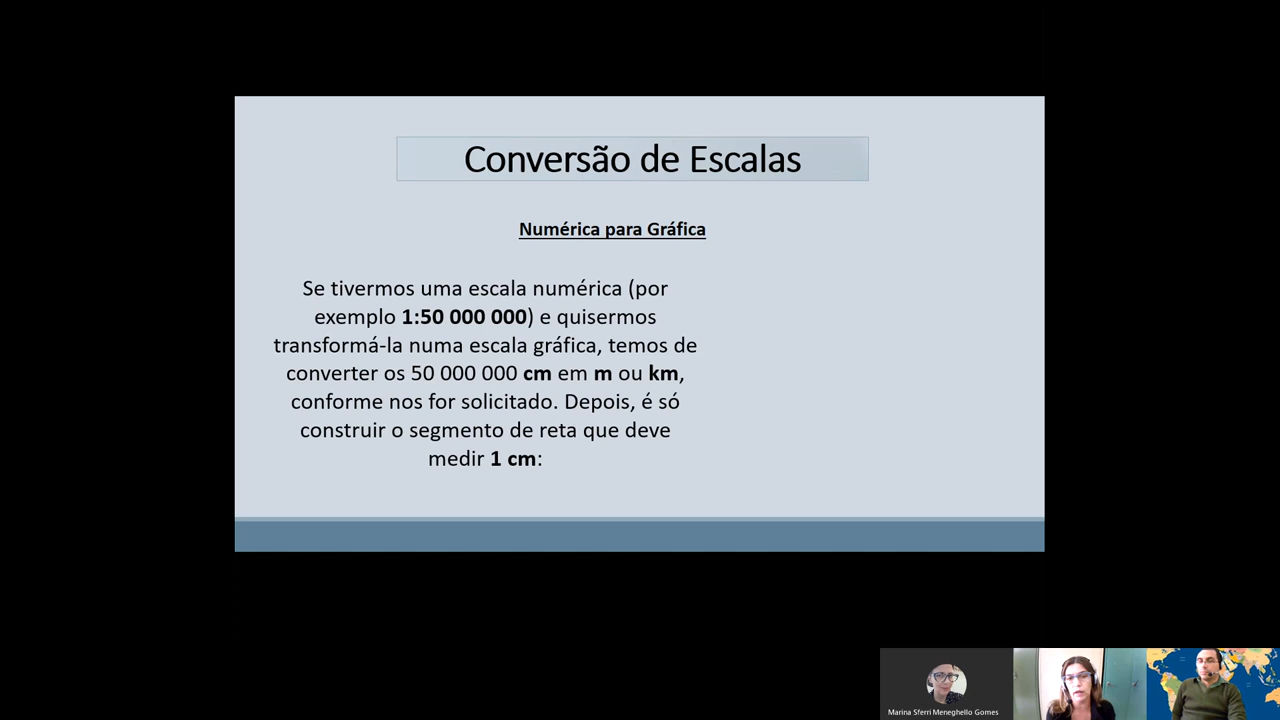 Conversão de Escalas
Numérica para Gráfica
Se tivermos uma escala numérica (por
exemplo 1:50 000 000) e quisermos
transformá-la numa escala gráfica, temos de
converter os 50 000 000 cm em m ou km,
conforme nos for solicitado. Depois, é só
construir o segmento de reta que deve
medir 1 cm:
Marina Sferri Meneghello Gomes